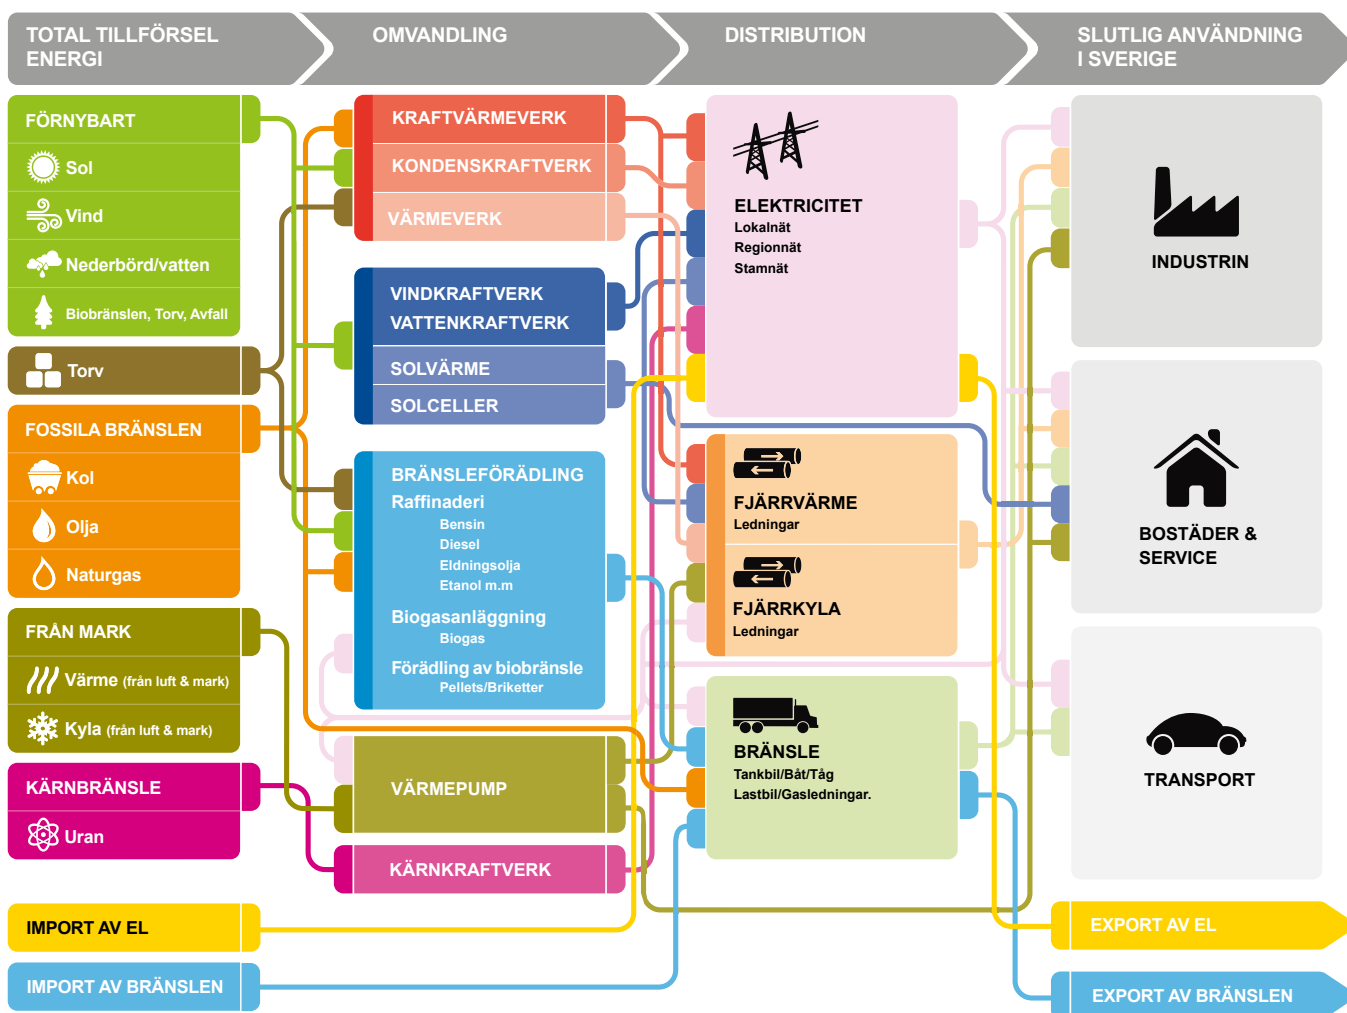 TOTAL TILLFÖRSEL
ENERGI
OMVANDLING
DISTRIBUTION
SLUTLIG ANVÄNDNING
I SVERIGE
FÖRNYBART
Sol
Vind
Nederbörd/vatten
Biobränslen, Torv, Avfall
Torv
FOSSILA BRÄNSLEN
Kol
Olja
Naturgas
FRÅN MARK
Värme (från luft & mark)
Kyla (från luft & mark)
KÄRNBRÄNSLE
Uran
IMPORT AV EL
IMPORT AV BRÄNSLEN
KRAFTVÄRMEVERK
KONDENSKRAFTVERK
VÄRMEVERK
VINDKRAFTVERK
VATTENKRAFTVERK
SOLVÄRME
SOLCELLER
BRÄNSLEFÖRÄDLING
Raffinaderi
Bensin
Diesel
Eldningsolja
Etanol m.m
Biogasanläggning
Biogas
Förädling av biobränsle
Pellets/Briketter
VÄRMEPUMP
KÄRNKRAFTVERK
ELEKTRICITET
Lokalnät
Regionnät
Stamnät
FJÄRRVÄRME
Ledningar
FJÄRRKYLA
Ledningar
BRÄNSLE
Tankbil/Båt/Tåg
Lastbil/Gasledningar.
INDUSTRIN
BOSTÄDER &
SERVICE
TRANSPORT
EXPORT AV EL
EXPORT AV BRÄNSLEN